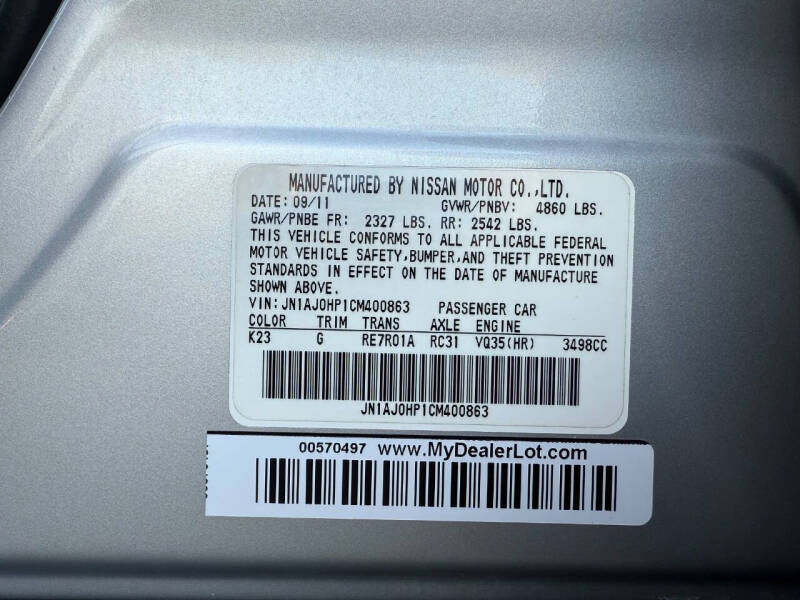 MANUFACTURED BY NISSAN MOTOR CO.,LTD.
DATE: 09/11 GVWR/PNBV: 4860 LBS.
GAWR/PNBE FR: 2327 LBS. RR: 2542 LBS.
THIS VEHICLE CONFORMS TO ALL APPLICABLE FEDERAL
MOTOR VEHICLE SAFETY,BUMPER,AND THEFT PREVENTION
STANDARDS IN EFFECT ON THE DATE OF MANUFACTURE
SHOWN ABOVE.
VIN:JN1AJ0HP1CM400863 PASSENGER CAR
COLOR TRIM TRANS AXLE ENGINE
K23 G RE7R01A RC31 VQ35(HR) 3498CC
JN1AJ0HP1CM400863
00570497 www.MyDealerLot.com